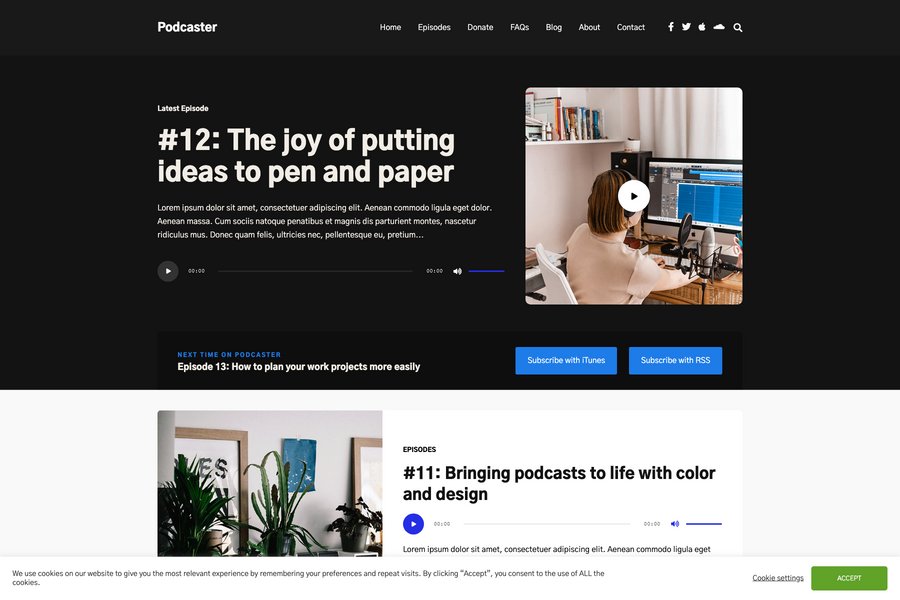 Podcaster
Home Episodes Donate FAQs Blog About Contact
Latest Episode
#12: The joy of putting
ideas to pen and paper
Lorem ipsum dolor sit amet, consectetuer adipiscing elit. Aenean commodo ligula eget dolor.
Aenean massa. Cum sociis natoque penatibus et magnis dis parturient montes, nascetur
ridiculus mus. Donec quam felis, ultricies nec, pellentesque eu, pretium...
00:00 00:00
NEXT TIME ON PODCASTER
Episode 13: How to plan your work projects more easily
Subscribe with iTunes
Subscribe with RSS
EPISODES
#11: Bringing podcasts to life with color
and design
00:00 00:00
Lorem ipsum dolor sit amet, consectetuer adipiscing elit. Aenean commodo ligula eget
We use cookies on our website to give you the most relevant experience by remembering your preferences and repeat visits. By clicking "Accept", you consent to the use of ALL the
cookies.
Cookie settings
ACCEPT